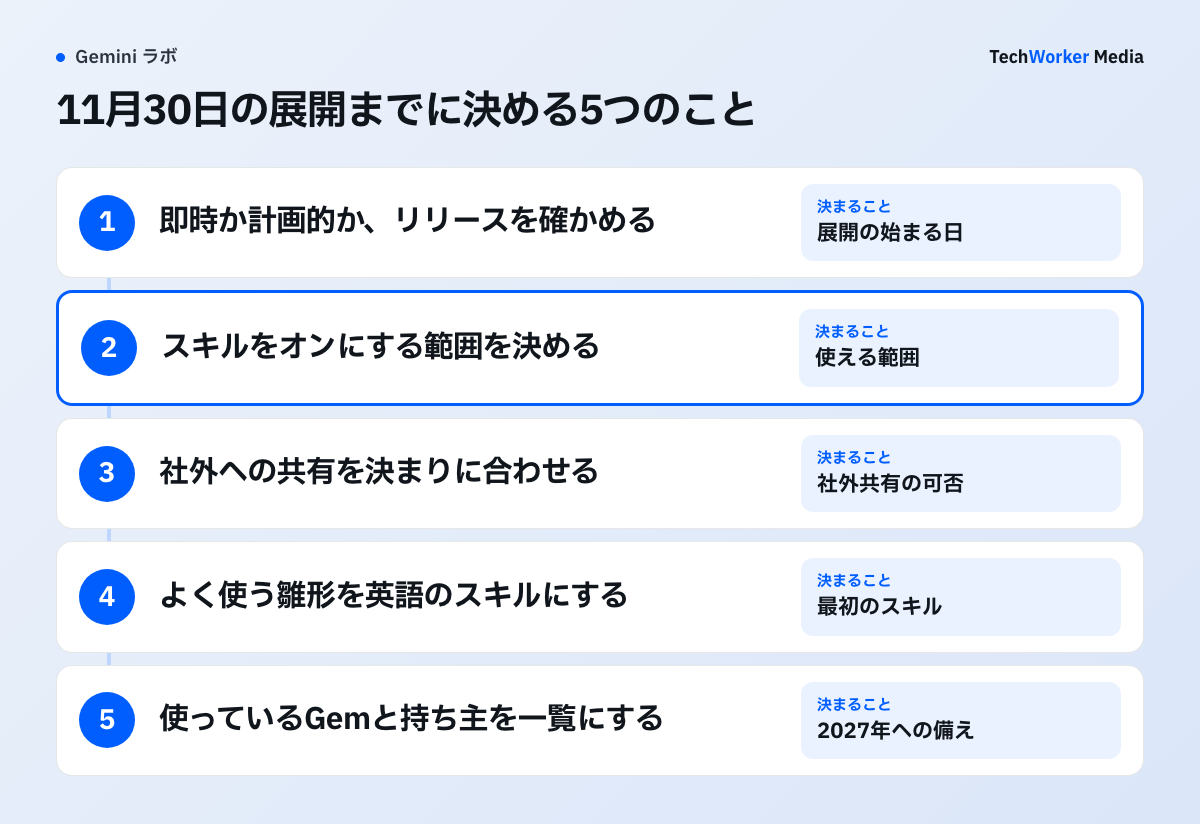 Gemini ラボ
TechWorker Media
11月30日の展開までに決める5つのこと
1
即時か計画的か、リリースを確かめる
決まること
展開の始まる日
2
スキルをオンにする範囲を決める
決まること
使える範囲
3
社外への共有を決まりに合わせる
決まること
社外共有の可否
4
よく使う雛形を英語のスキルにする
決まること
最初のスキル
5
使っているGemと持ち主を一覧にする
決まること
2027年への備え